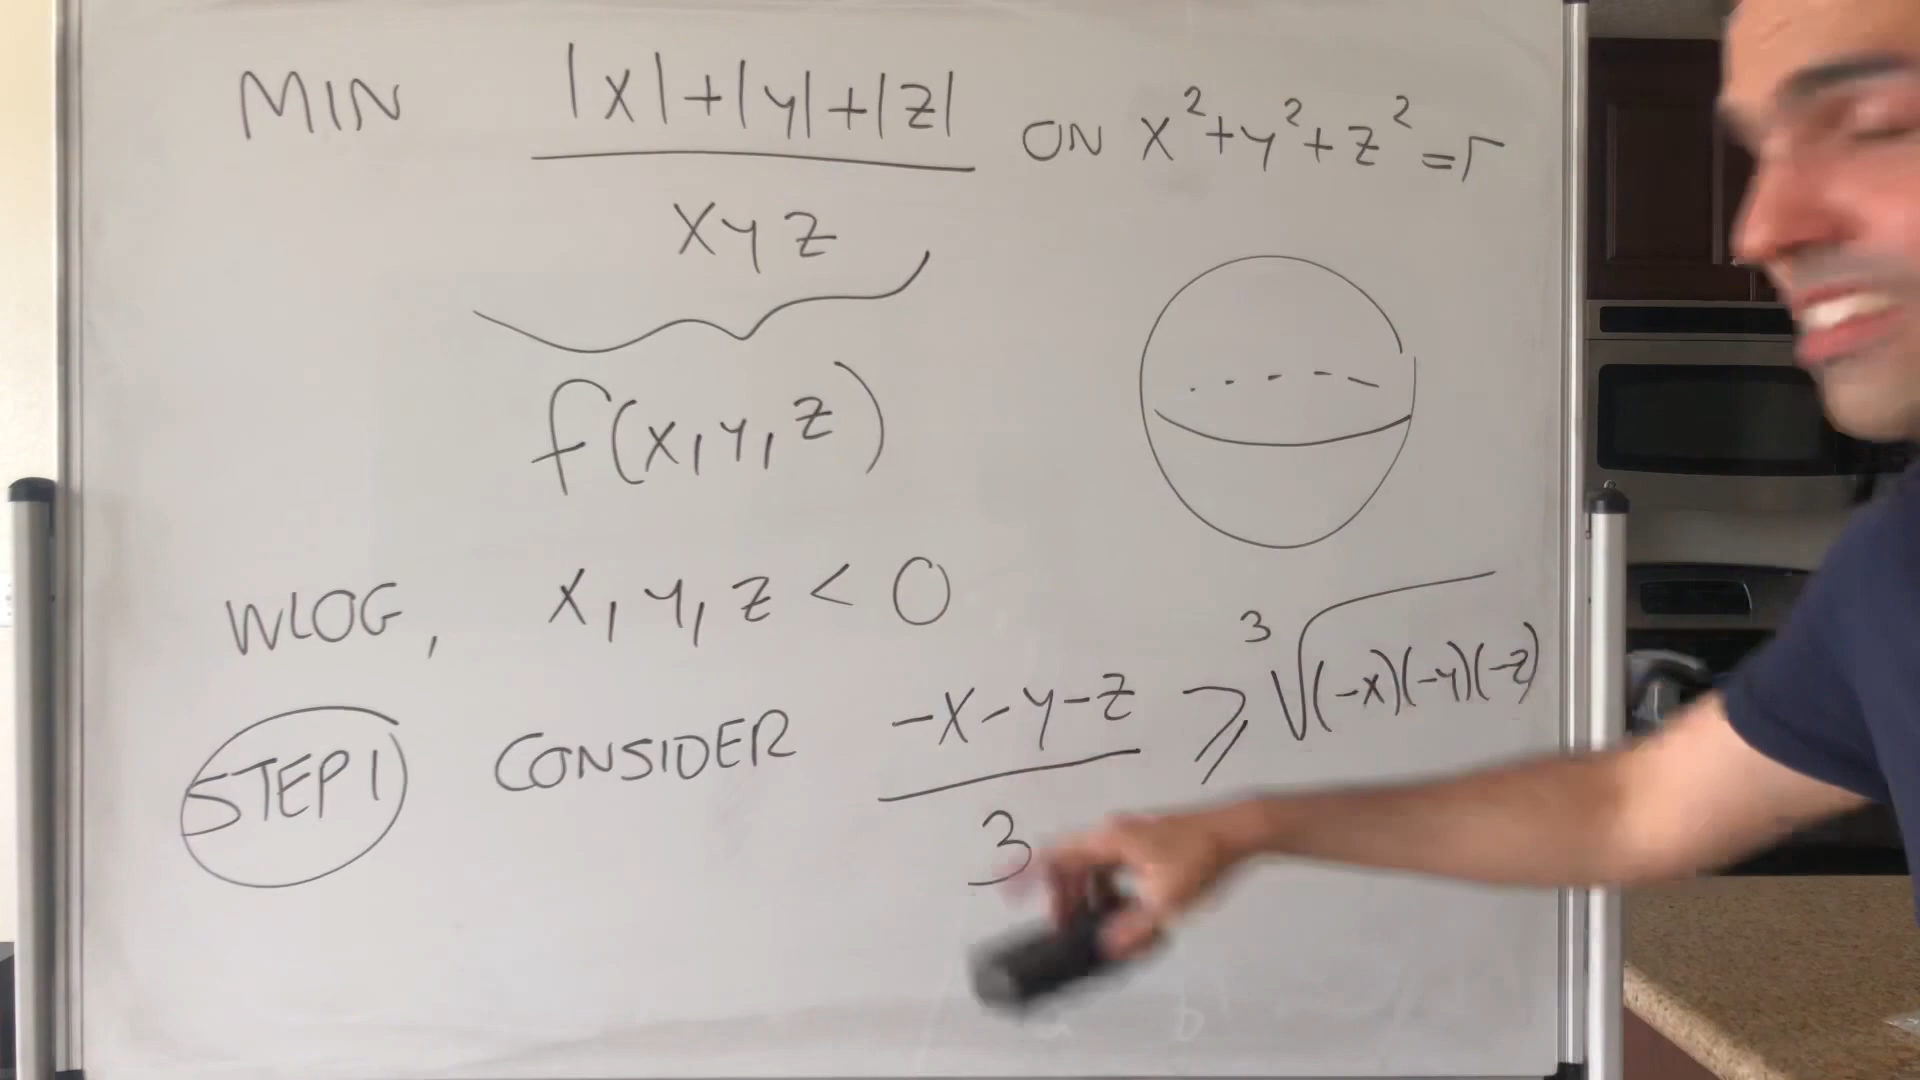 MIN |x|+|y|+|z| / xyz ON x²+y²+z²=r
f(x,y,z)
WLOG, x,y,z < 0
STEP 1 CONSIDER -x-y-z / 3 ⩾ ³√(-x)(-y)(-z)